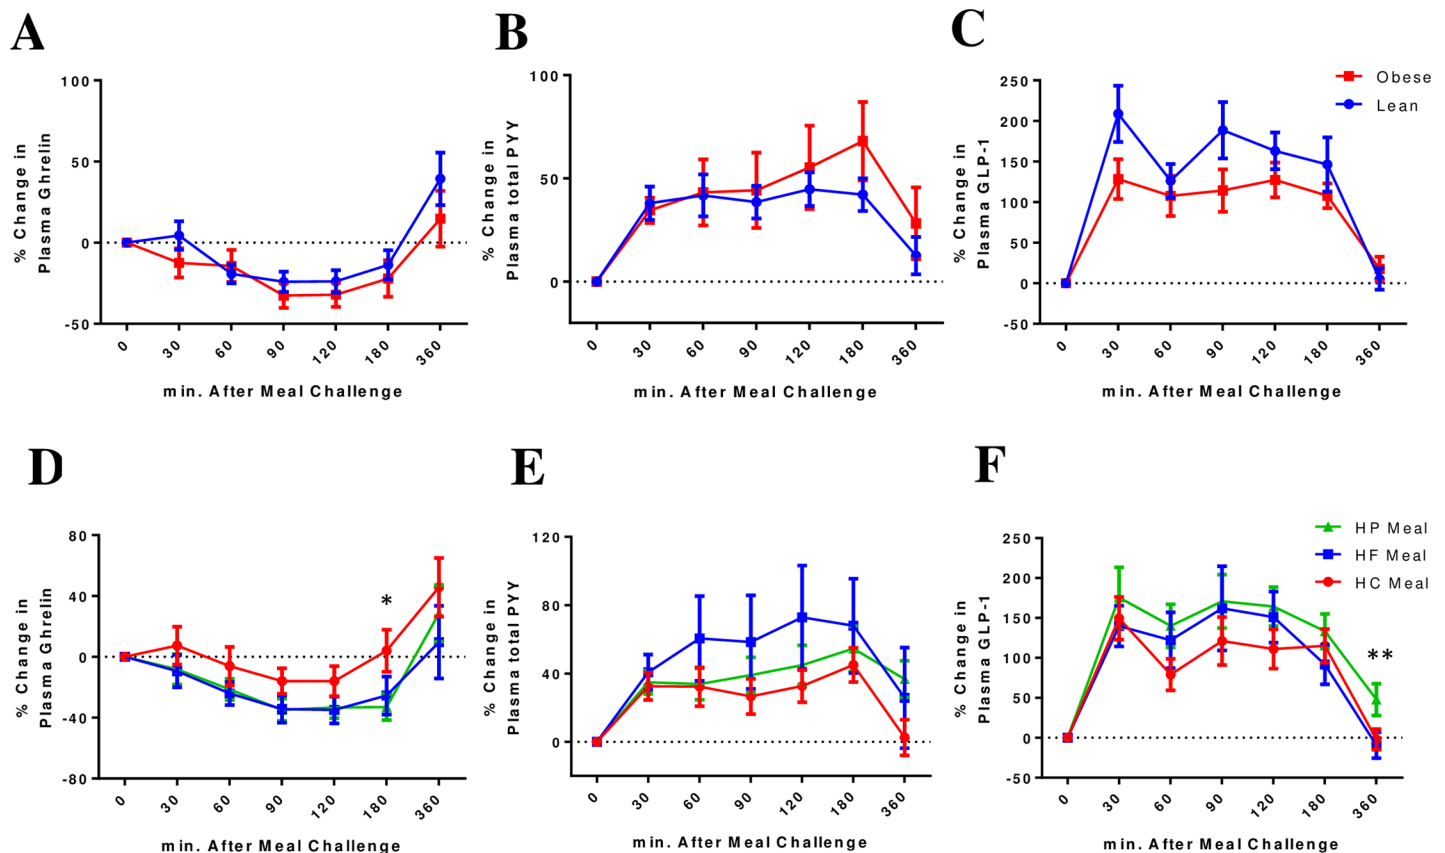 A
B
C
% Change in
Plasma Ghrelin
100
50
0
-50
0 30 60 90 120 180 360
min. After Meal Challenge
% Change in
Plasma total PYY
100
50
0
0 30 60 90 120 180 360
min. After Meal Challenge
% Change in
Plasma GLP-1
250
200
150
100
50
0
-50
0 30 60 90 120 180 360
min. After Meal Challenge
Obese
Lean
D
E
F
% Change in
Plasma Ghrelin
80
40
0
-40
-80
*
0 30 60 90 120 180 360
min. After Meal Challenge
% Change in
Plasma total PYY
120
80
40
0
0 30 60 90 120 180 360
min. After Meal Challenge
% Change in
Plasma GLP-1
250
200
150
100
50
0
-50
**
0 30 60 90 120 180 360
min. After Meal Challenge
HP Meal
HF Meal
HC Meal